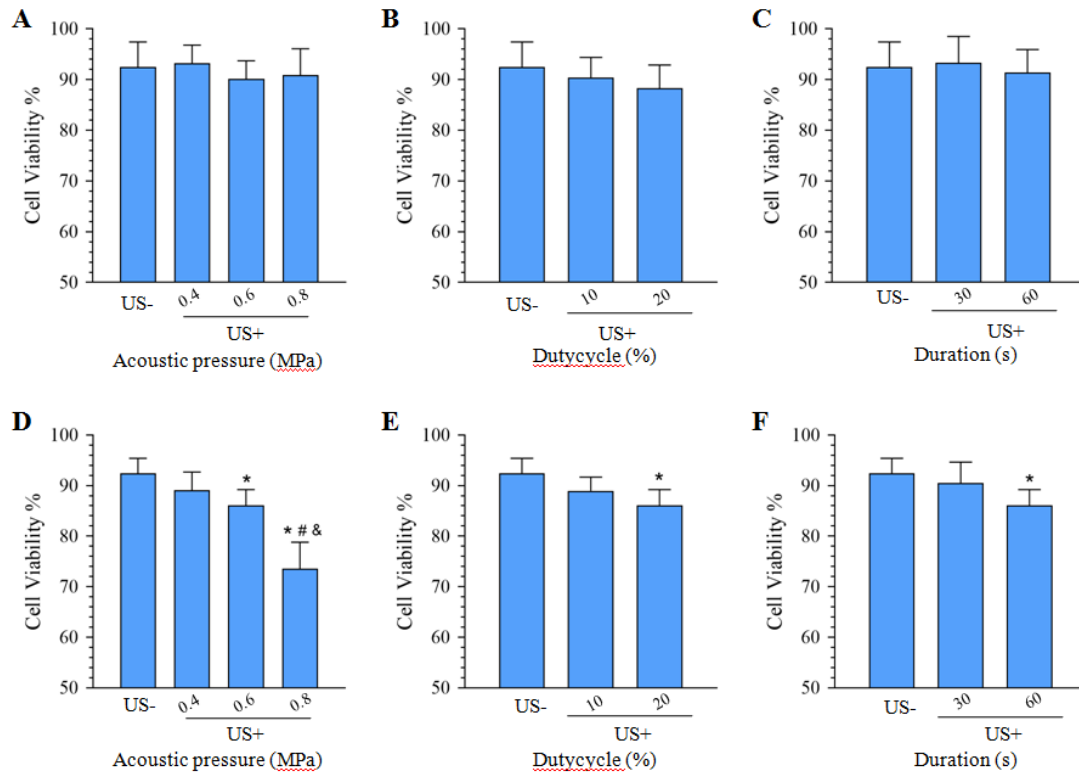 A
Cell Viability %
100
90
80
70
60
50
US-
0.4
0.6
0.8
US+
Acoustic pressure (MPa)
B
Cell Viability %
100
90
80
70
60
50
US-
10
20
US+
Dutycycle (%)
C
Cell Viability %
100
90
80
70
60
50
US-
30
60
US+
Duration (s)
D
Cell Viability %
100
90
80
70
60
50
*
* # &
US-
0.4
0.6
0.8
US+
Acoustic pressure (MPa)
E
Cell Viability %
100
90
80
70
60
50
*
US-
10
20
US+
Dutycycle (%)
F
Cell Viability %
100
90
80
70
60
50
*
US-
30
60
US+
Duration (s)